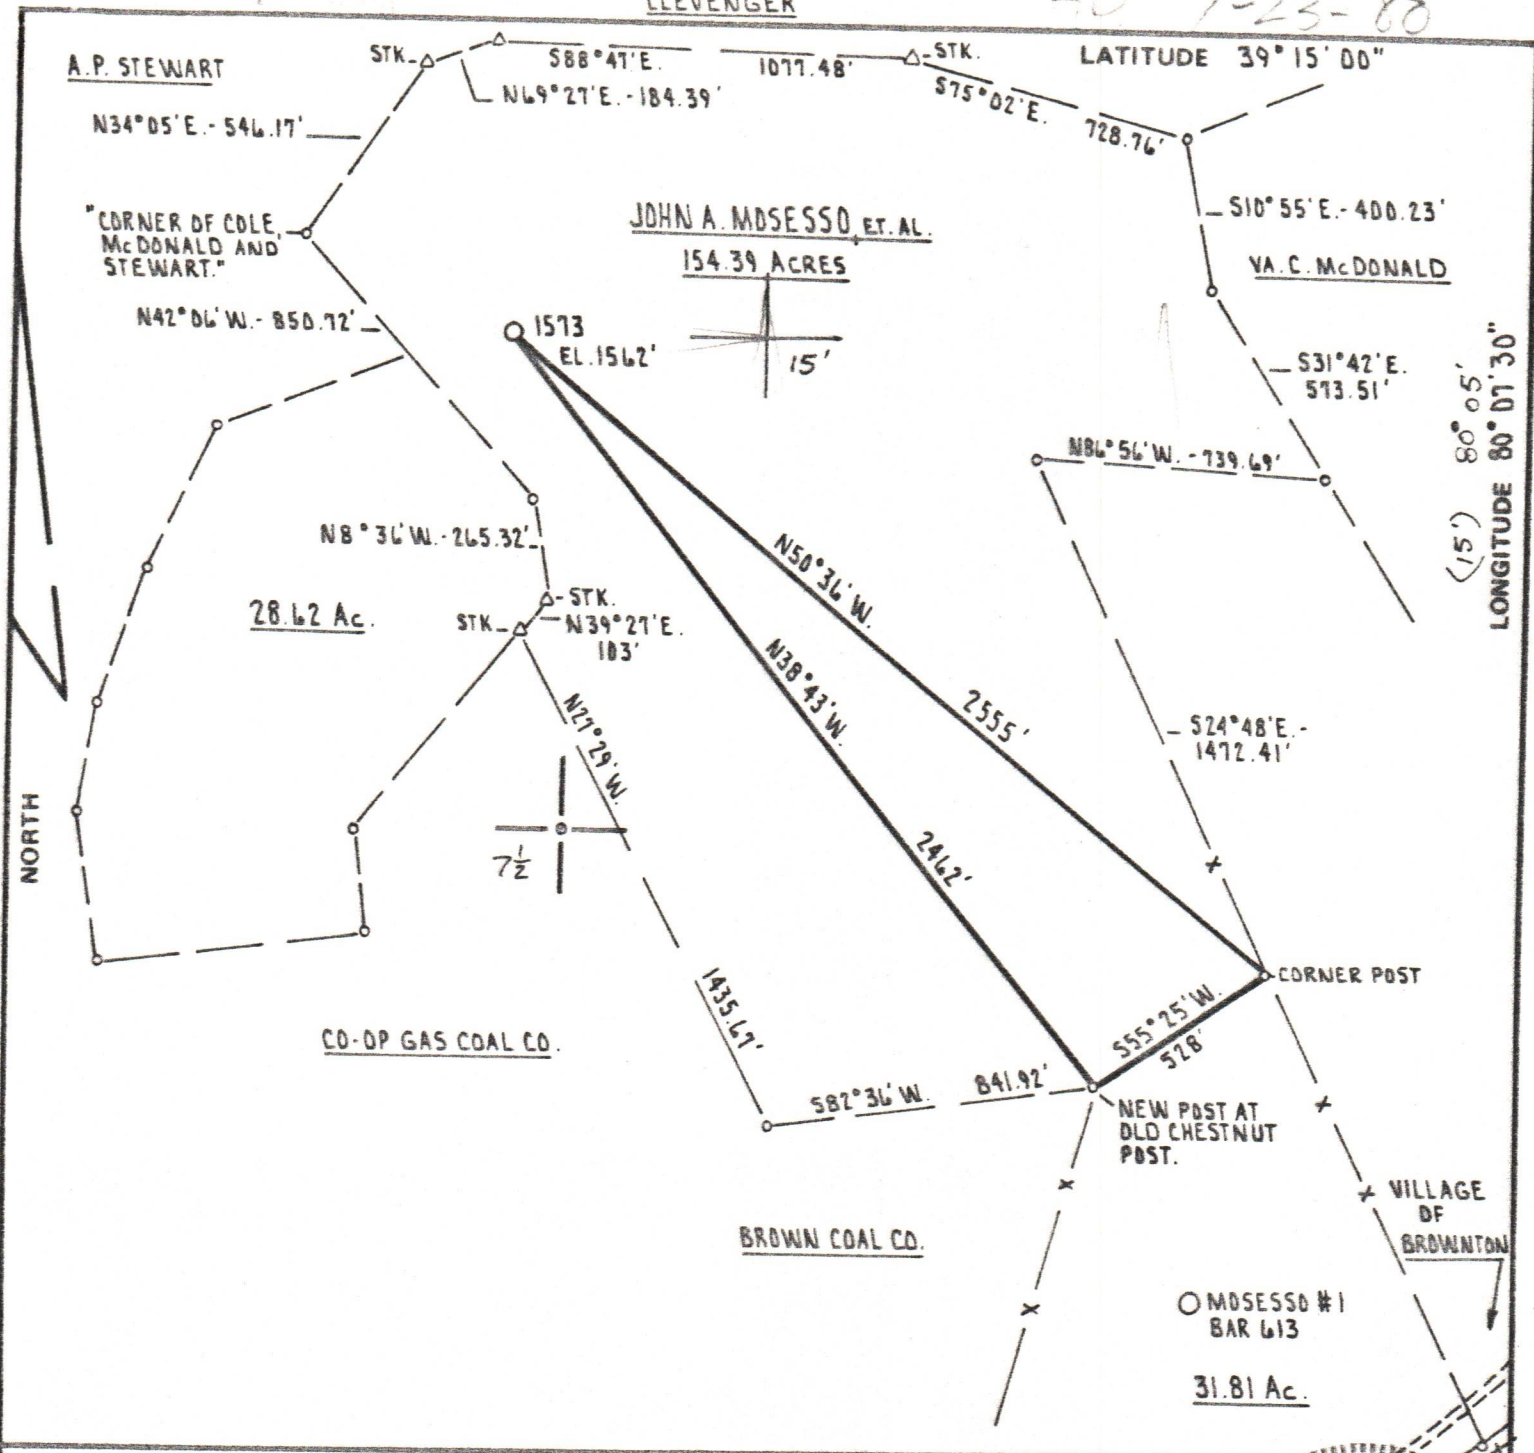 LATITUDE 39° 15' 00"
A.P. STEWART
STK.
S88°47'E. 1077.48'
STK.
N69°27'E.-184.39'
S75°02'E. 728.76'
N34°05'E.- 546.17'
"CORNER OF COLE,
McDONALD AND
STEWART."
JOHN A. MOSESSO, ET. AL.
154.39 ACRES
S10°55'E.- 400.23'
VA. C. McDONALD
N42°06'W.- 850.72'
1573
EL.1562'
15'
S31°42'E.
573.51'
(15') 80° 05'
LONGITUDE 80° 07' 30"
N86°56'W.-739.69'
N8°36'W.-265.32'
N50°36'W.
2555'
28.62 Ac.
STK.
STK.
N39°27'E.
103'
N38°43'W.
2462'
N27°29'W.
1435.67'
S24°48'E.-
1472.41'
NORTH
7½
CORNER POST
CO-OP GAS COAL CO.
S55°25'W.
528'
S82°36'W. 841.92'
NEW POST AT
OLD CHESTNUT
POST.
VILLAGE
OF
BROWNTON
BROWN COAL CO.
MOSESSO #1
BAR 613
31.81 Ac.